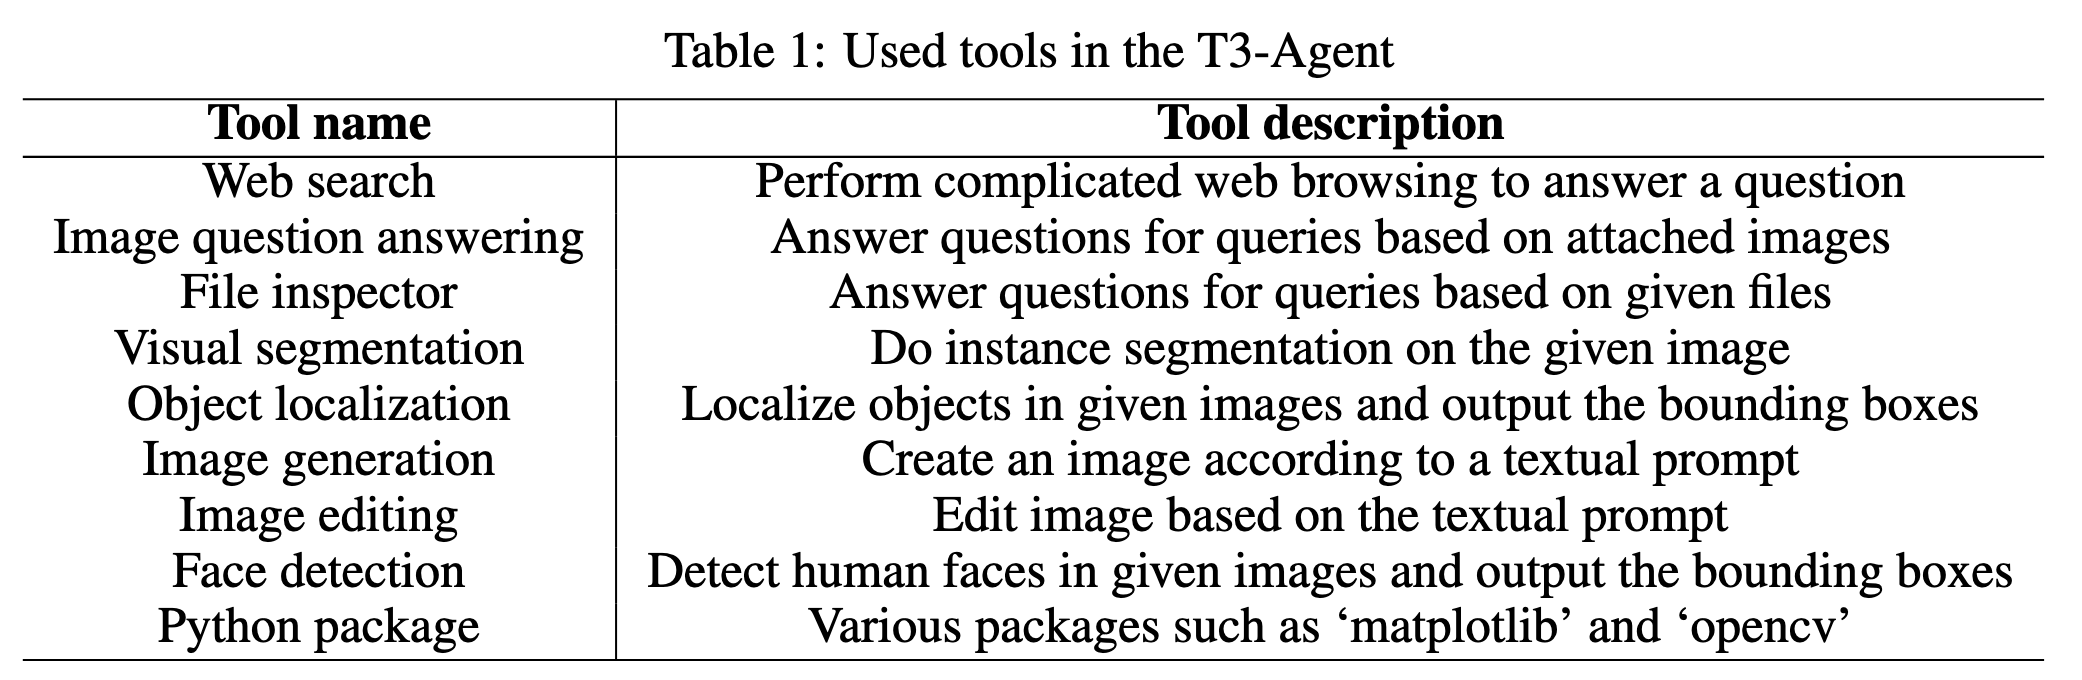 Table 1: Used tools in the T3-Agent
Tool name Tool description
Web search Perform complicated web browsing to answer a question
Image question answering Answer questions for queries based on attached images
File inspector Answer questions for queries based on given files
Visual segmentation Do instance segmentation on the given image
Object localization Localize objects in given images and output the bounding boxes
Image generation Create an image according to a textual prompt
Image editing Edit image based on the textual prompt
Face detection Detect human faces in given images and output the bounding boxes
Python package Various packages such as ‘matplotlib’ and ‘opencv’